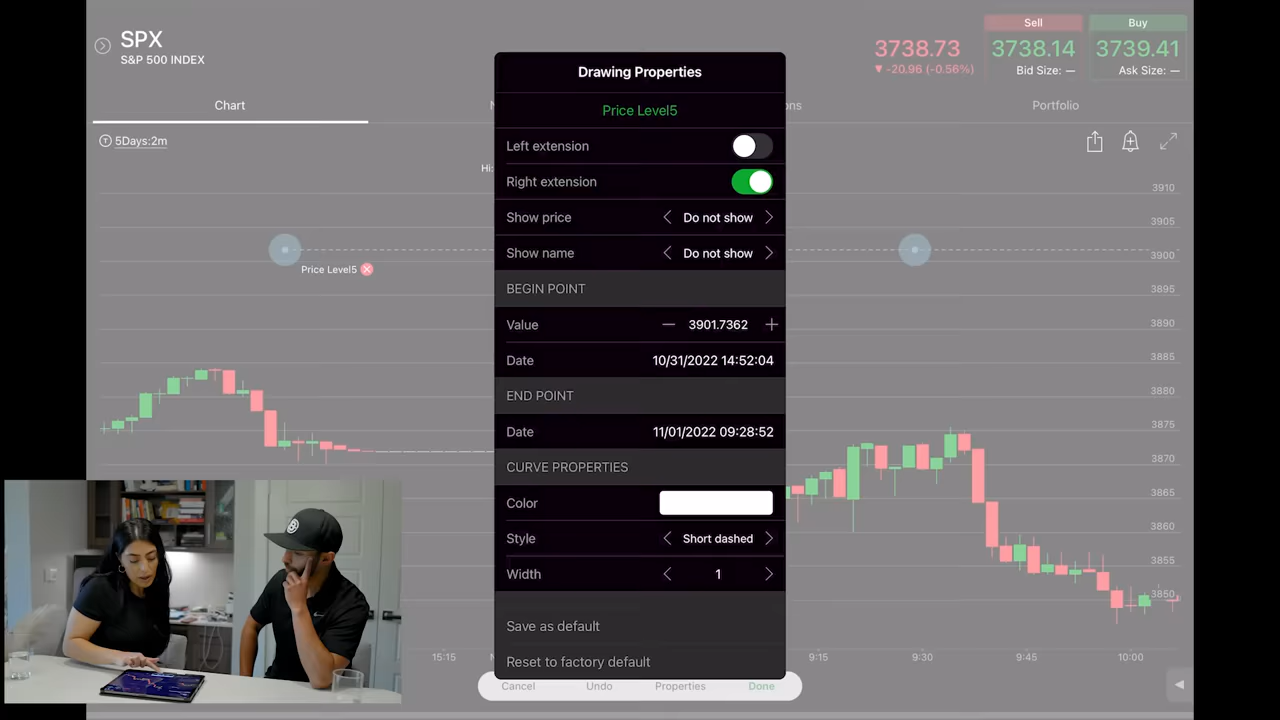 SPX
S&P 500 INDEX
3738.73
▼ -20.96 (-0.56%)
Sell
3738.14
Bid Size: —
Buy
3739.41
Ask Size: —
Chart
N
ons
Portfolio
T 5Days:2m
Hi:
Price Level5
Drawing Properties
Price Level5
Left extension
Right extension
Show price Do not show
Show name Do not show
BEGIN POINT
Value — 3901.7362 +
Date 10/31/2022 14:52:04
END POINT
Date 11/01/2022 09:28:52
CURVE PROPERTIES
Color
Style Short dashed
Width 1
Save as default
Reset to factory default
3910
3905
3900
3895
3890
3885
3880
3875
3870
3865
3860
3855
3850
15:15
9:15
9:30
9:45
10:00
Cancel Undo Properties Done